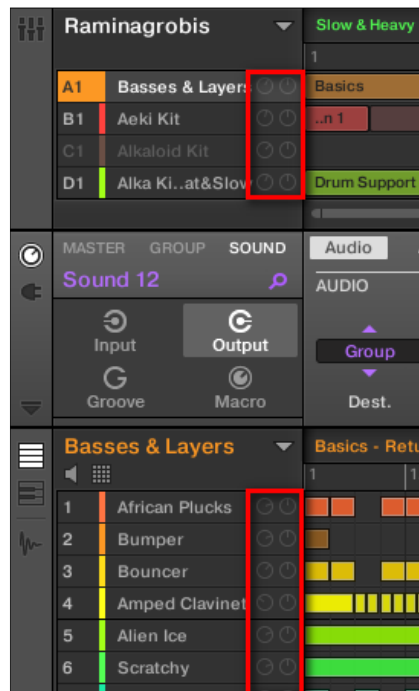 Raminagrobis
Slow & Heavy
1
A1 Basses & Layers Basics
B1 Aeki Kit ..n 1
C1 Alkaloid Kit
D1 Alka Ki..at&Slow Drum Support
MASTER GROUP SOUND Audio
Sound 12 AUDIO
Input Output
Group
Groove Macro Dest.
Basses & Layers Basics - Retu
1 1
1 African Plucks
2 Bumper
3 Bouncer
4 Amped Clavinet
5 Alien Ice
6 Scratchy